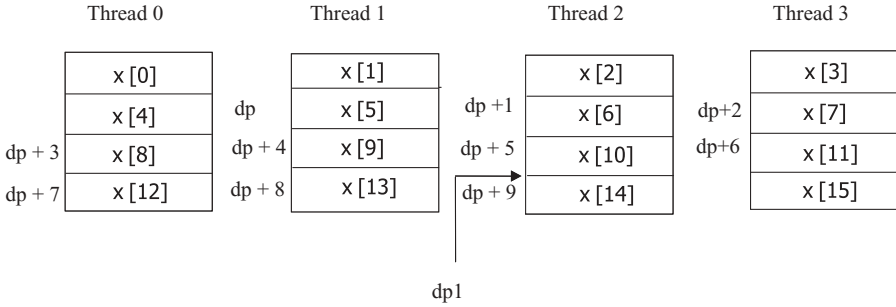 Thread 0 Thread 1 Thread 2 Thread 3
x [0] x [1] x [2] x [3]
x [4] dp x [5] dp +1 x [6] dp+2 x [7]
dp + 3 x [8] dp + 4 x [9] dp + 5 x [10] dp+6 x [11]
dp + 7 x [12] dp + 8 x [13] dp + 9 x [14] x [15]
dp1